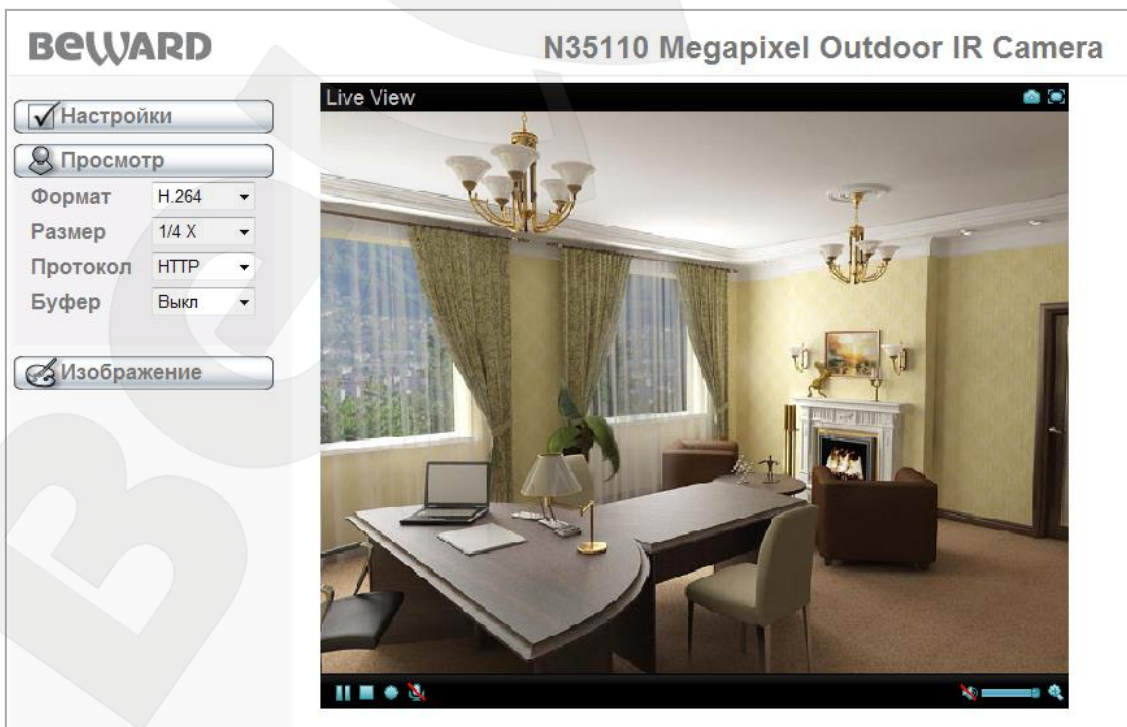 BEWARD
N35110 Megapixel Outdoor IR Camera
Настройки
Просмотр
Формат H.264
Размер 1/4 X
Протокол HTTP
Буфер Выкл
Изображение
Live View